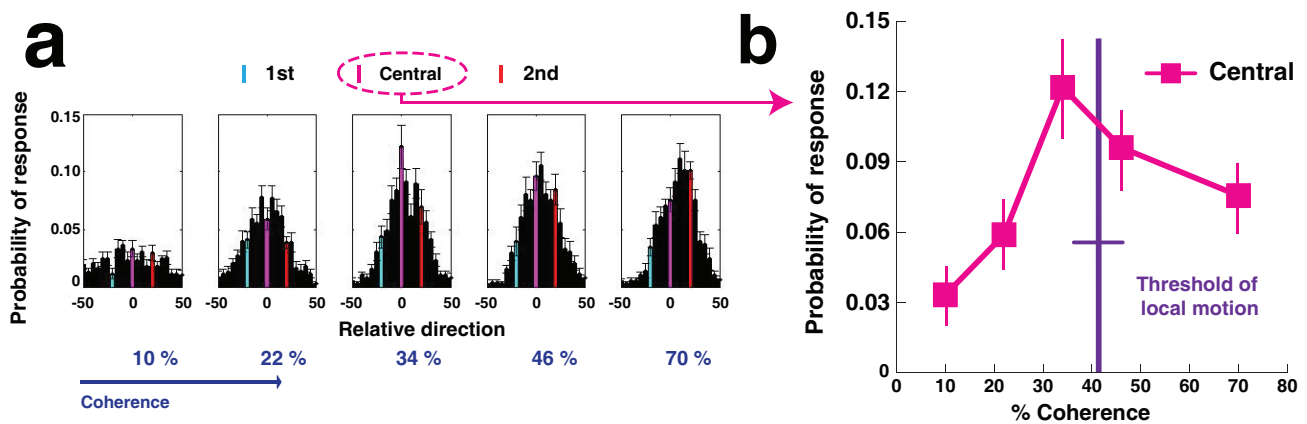 a
1st
Central
2nd
Probability of response
0.15
0.10
0.05
0
-50 0 50
-50 0 50
-50 0 50
-50 0 50
-50 0 50
Relative direction
10 % 22 % 34 % 46 % 70 %
Coherence
b
Probability of response
0.15
0.12
0.09
0.06
0.03
0
Central
Threshold of
local motion
0 10 20 30 40 50 60 70 80
% Coherence